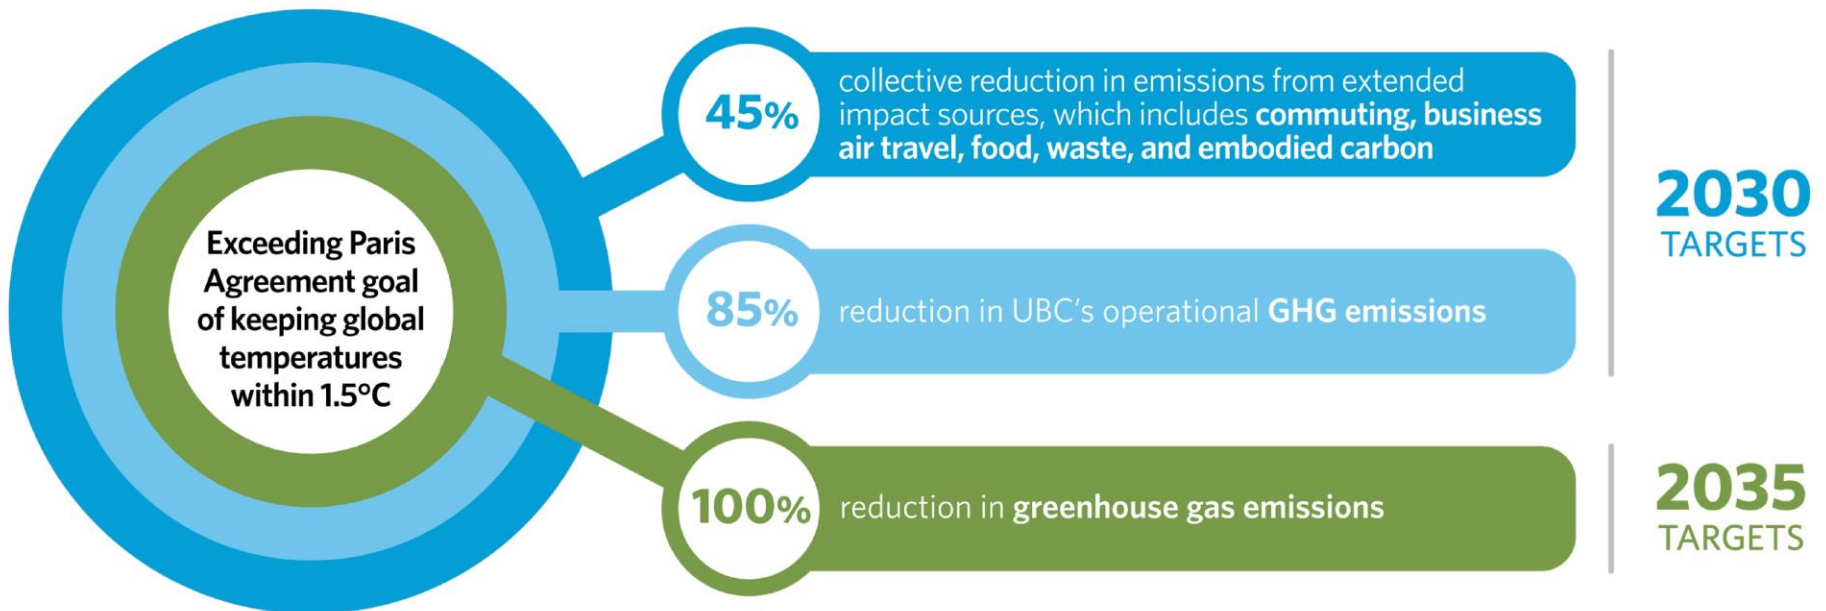 Exceeding Paris
Agreement goal
of keeping global
temperatures
within 1.5°C
45%
collective reduction in emissions from extended
impact sources, which includes commuting, business
air travel, food, waste, and embodied carbon
85%
reduction in UBC’s operational GHG emissions
2030
TARGETS
100%
reduction in greenhouse gas emissions
2035
TARGETS